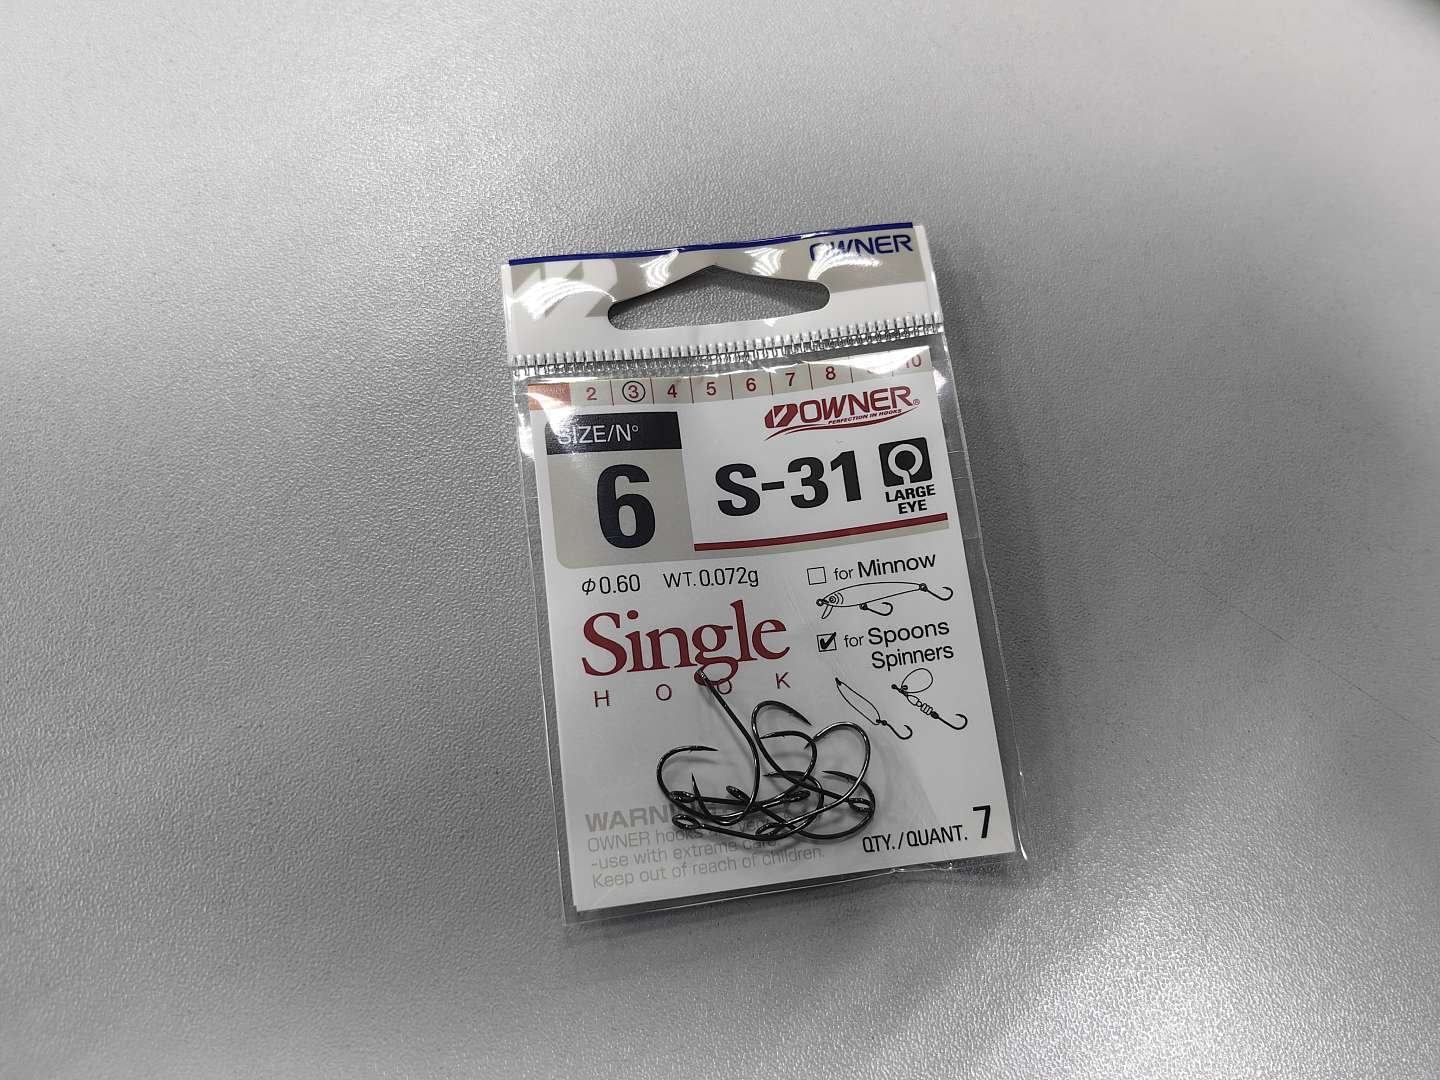 OWNER
2 3 4 5 6 7 8 10
SIZE/N°
6
OWNER®
PERFECTION IN HOOKS
S-31
LARGE
EYE
φ0.60 WT.0.072g
for Minnow
Single
HOOK
for Spoons
Spinners
OWNER hooks
-use with extreme care.
Keep out of reach of children.
QTY./QUANT. 7